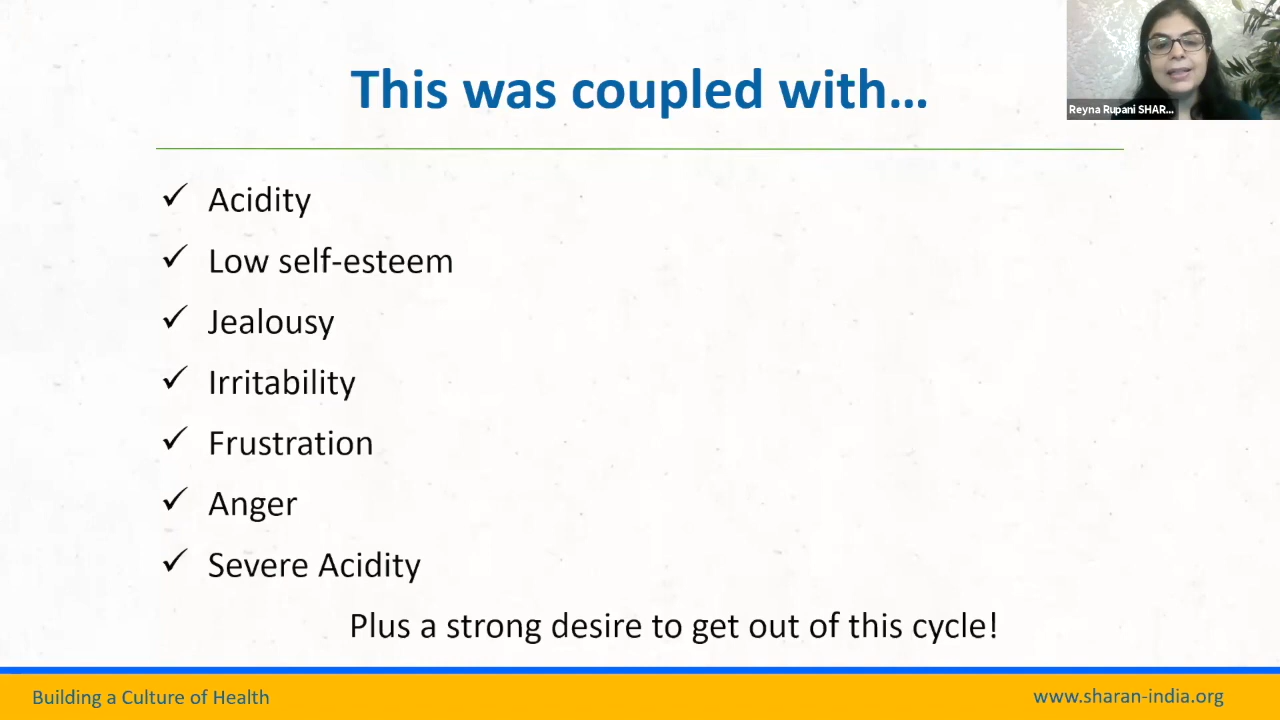 This was coupled with...
Reyna Rupani SHAR...
✓ Acidity
✓ Low self-esteem
✓ Jealousy
✓ Irritability
✓ Frustration
✓ Anger
✓ Severe Acidity
Plus a strong desire to get out of this cycle!
Building a Culture of Health
www.sharan-india.org